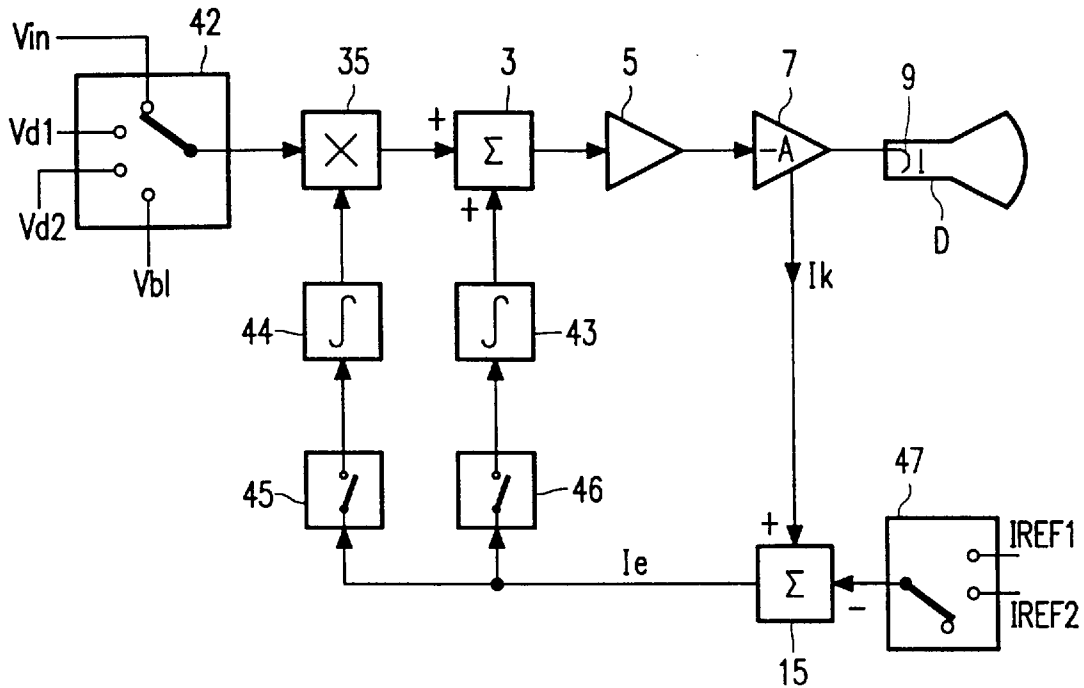 Vin
42
Vd1
Vd2
Vbl
35
×
+
3
Σ
+
5
7
-A
9
D
Ik
44
∫
43
∫
45
46
47
IREF1
IREF2
+
Ie
Σ
−
15